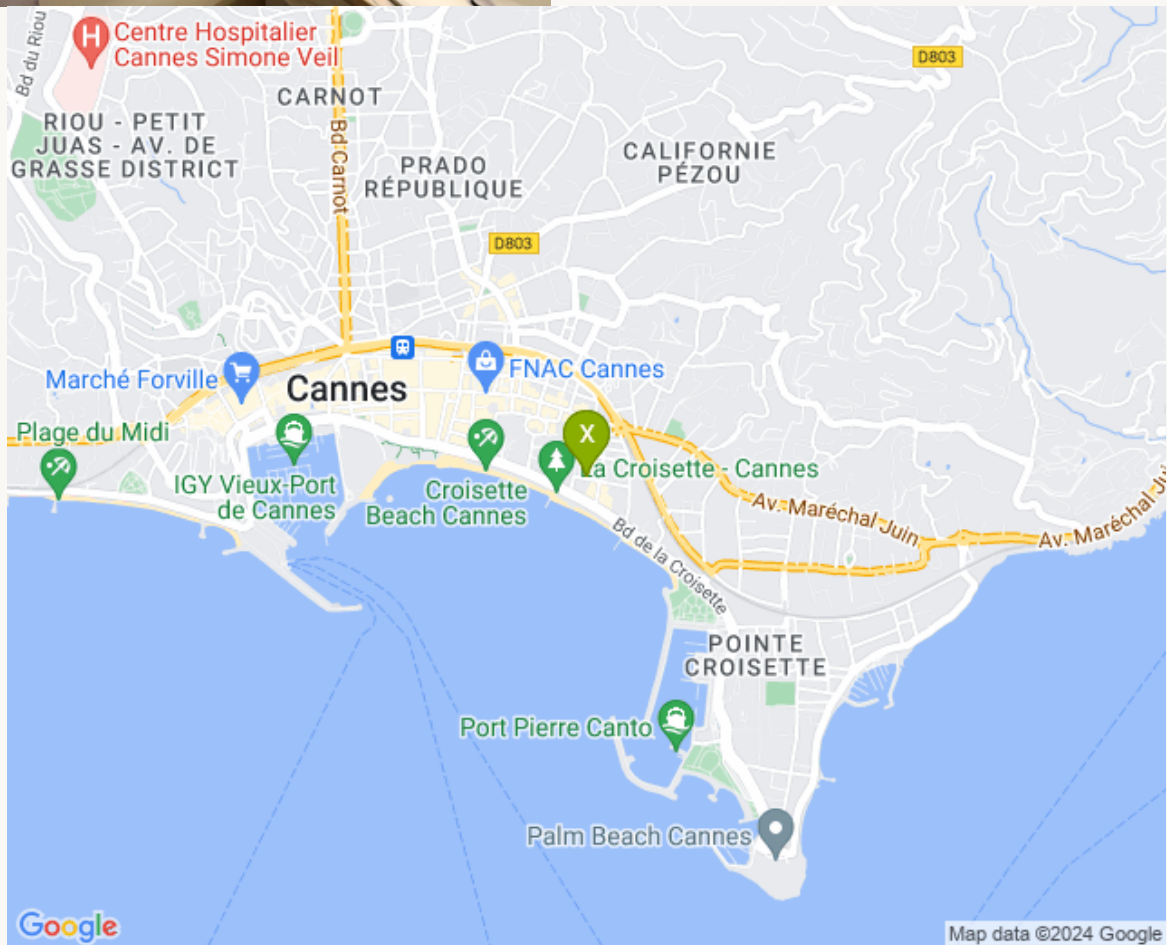 Centre Hospitalier
Cannes Simone Veil
Bd du Riou
D803
CARNOT
RIOU - PETIT
JUAS - AV. DE
GRASSE DISTRICT
Bd Carnot
PRADO
RÉPUBLIQUE
CALIFORNIE
PÉZOU
D803
Marché Forville
FNAC Cannes
Cannes
Plage du Midi
X
IGY Vieux-Port
de Cannes
Croisette
Beach Cannes
La Croisette - Cannes
Av. Maréchal Juin
Av. Maréchal Jui
Bd de la Croisette
POINTE
CROISETTE
Port Pierre Canto
Palm Beach Cannes
Google
Map data ©2024 Google